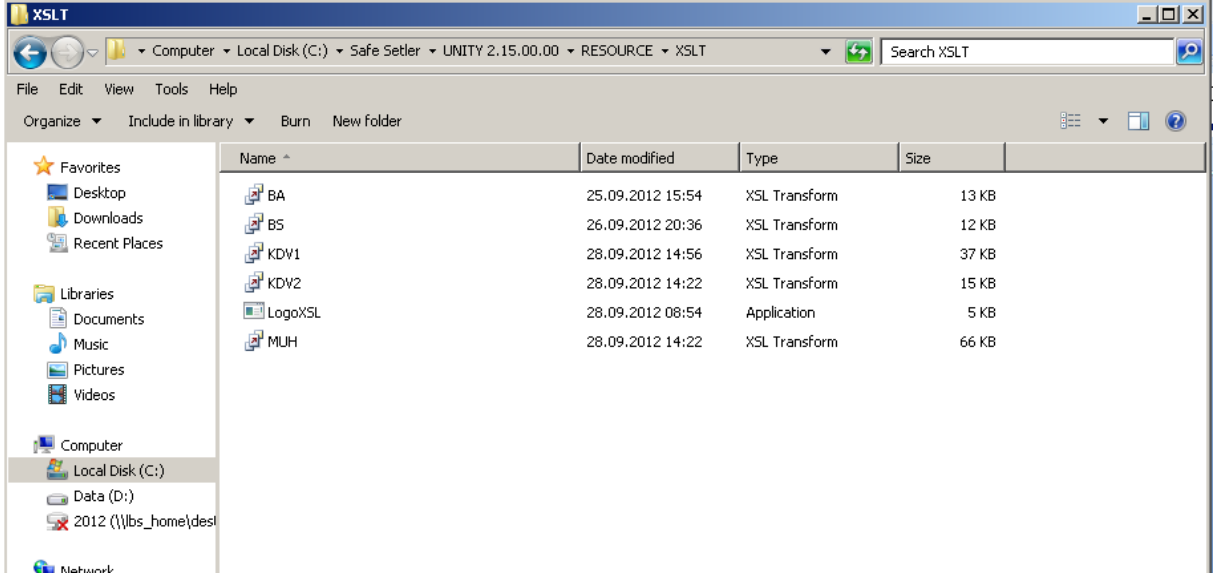 XSLT
Computer Local Disk (C:) Safe Setler UNITY 2.15.00.00 RESOURCE XSLT Search XSLT
File Edit View Tools Help
Organize Include in library Burn New folder
Name Date modified Type Size
Favorites
Desktop
Downloads
Recent Places
Libraries
Documents
Music
Pictures
Videos
Computer
Local Disk (C:)
Data (D:)
2012 (\\lbs_home\dest
Network
BA 25.09.2012 15:54 XSL Transform 13 KB
BS 26.09.2012 20:36 XSL Transform 12 KB
KDV1 28.09.2012 14:56 XSL Transform 37 KB
KDV2 28.09.2012 14:22 XSL Transform 15 KB
LogoXSL 28.09.2012 08:54 Application 5 KB
MUH 28.09.2012 14:22 XSL Transform 66 KB